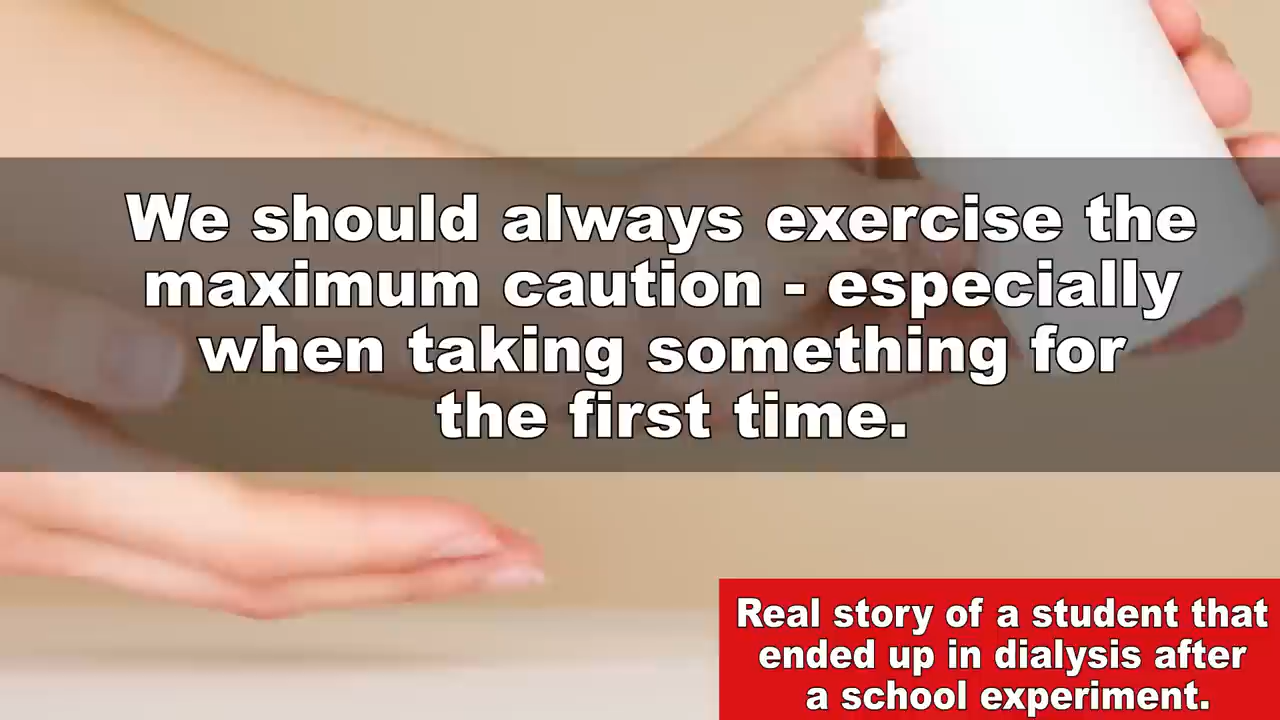 We should always exercise the
maximum caution - especially
when taking something for
the first time.
Real story of a student that
ended up in dialysis after
a school experiment.